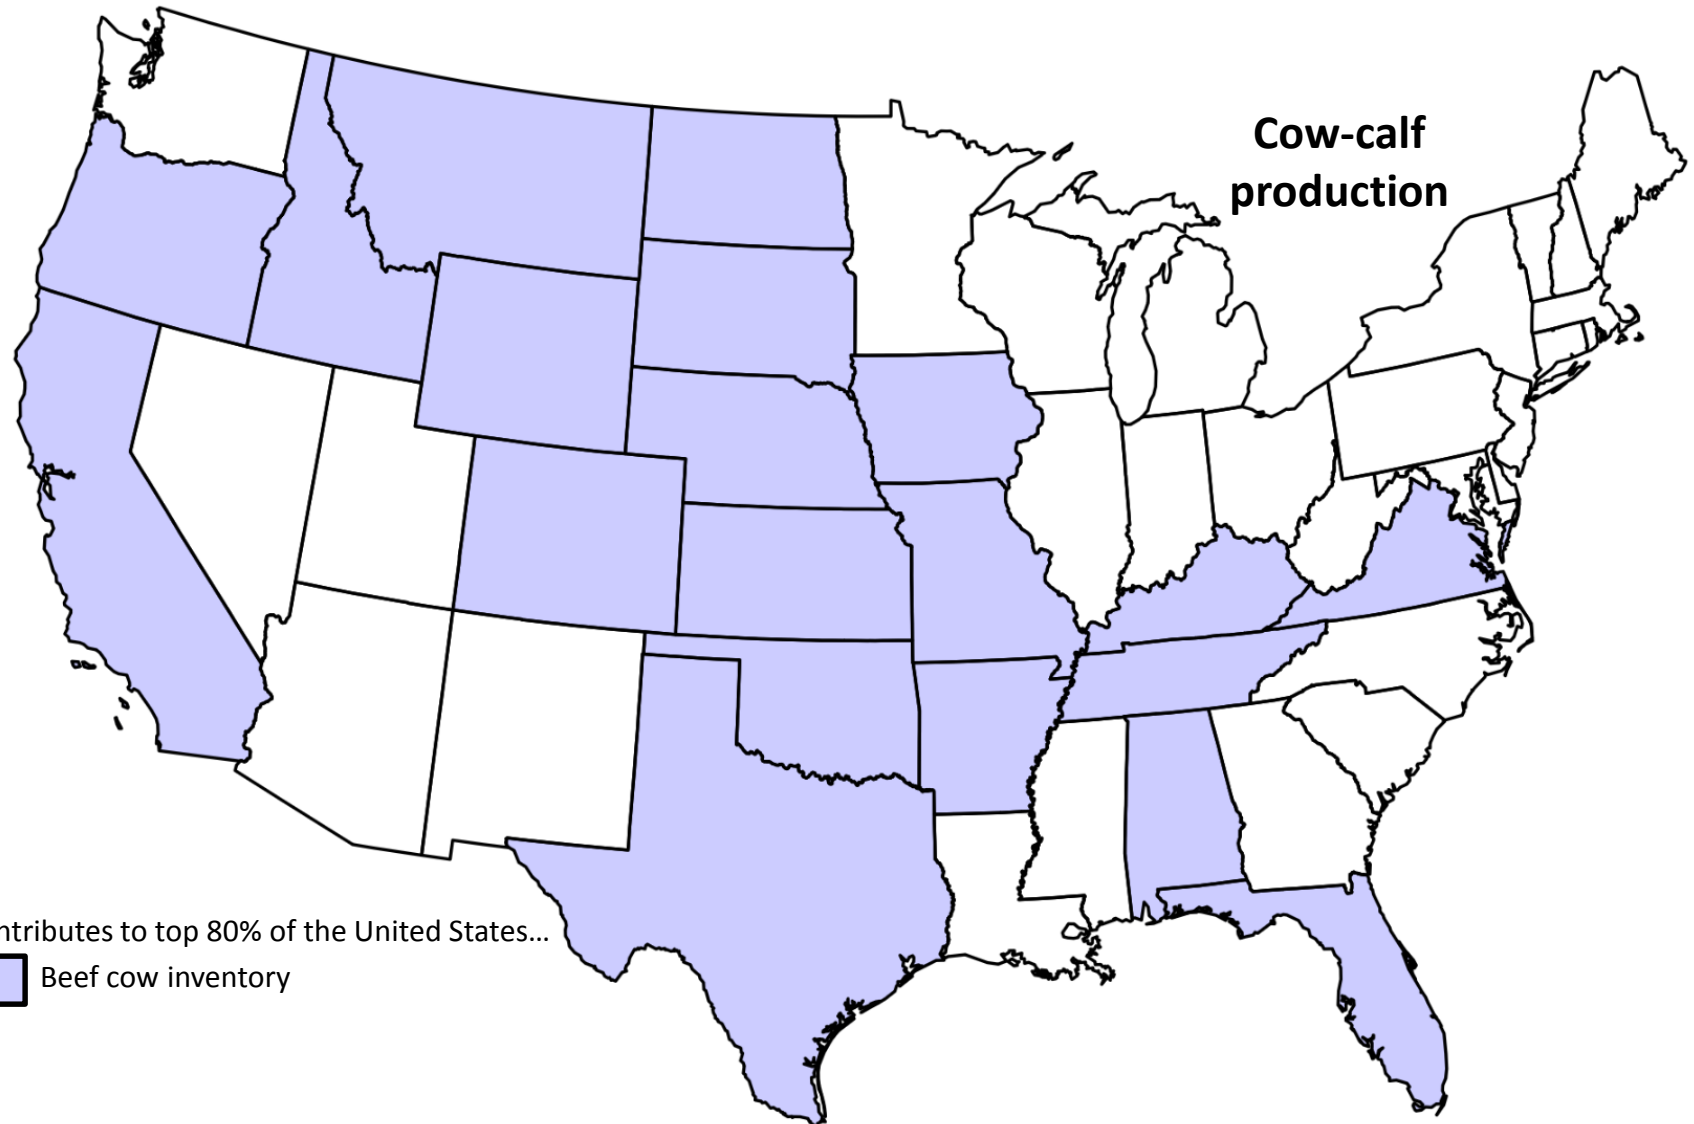 Cow-calf
production
ntributes to top 80% of the United States...
Beef cow inventory